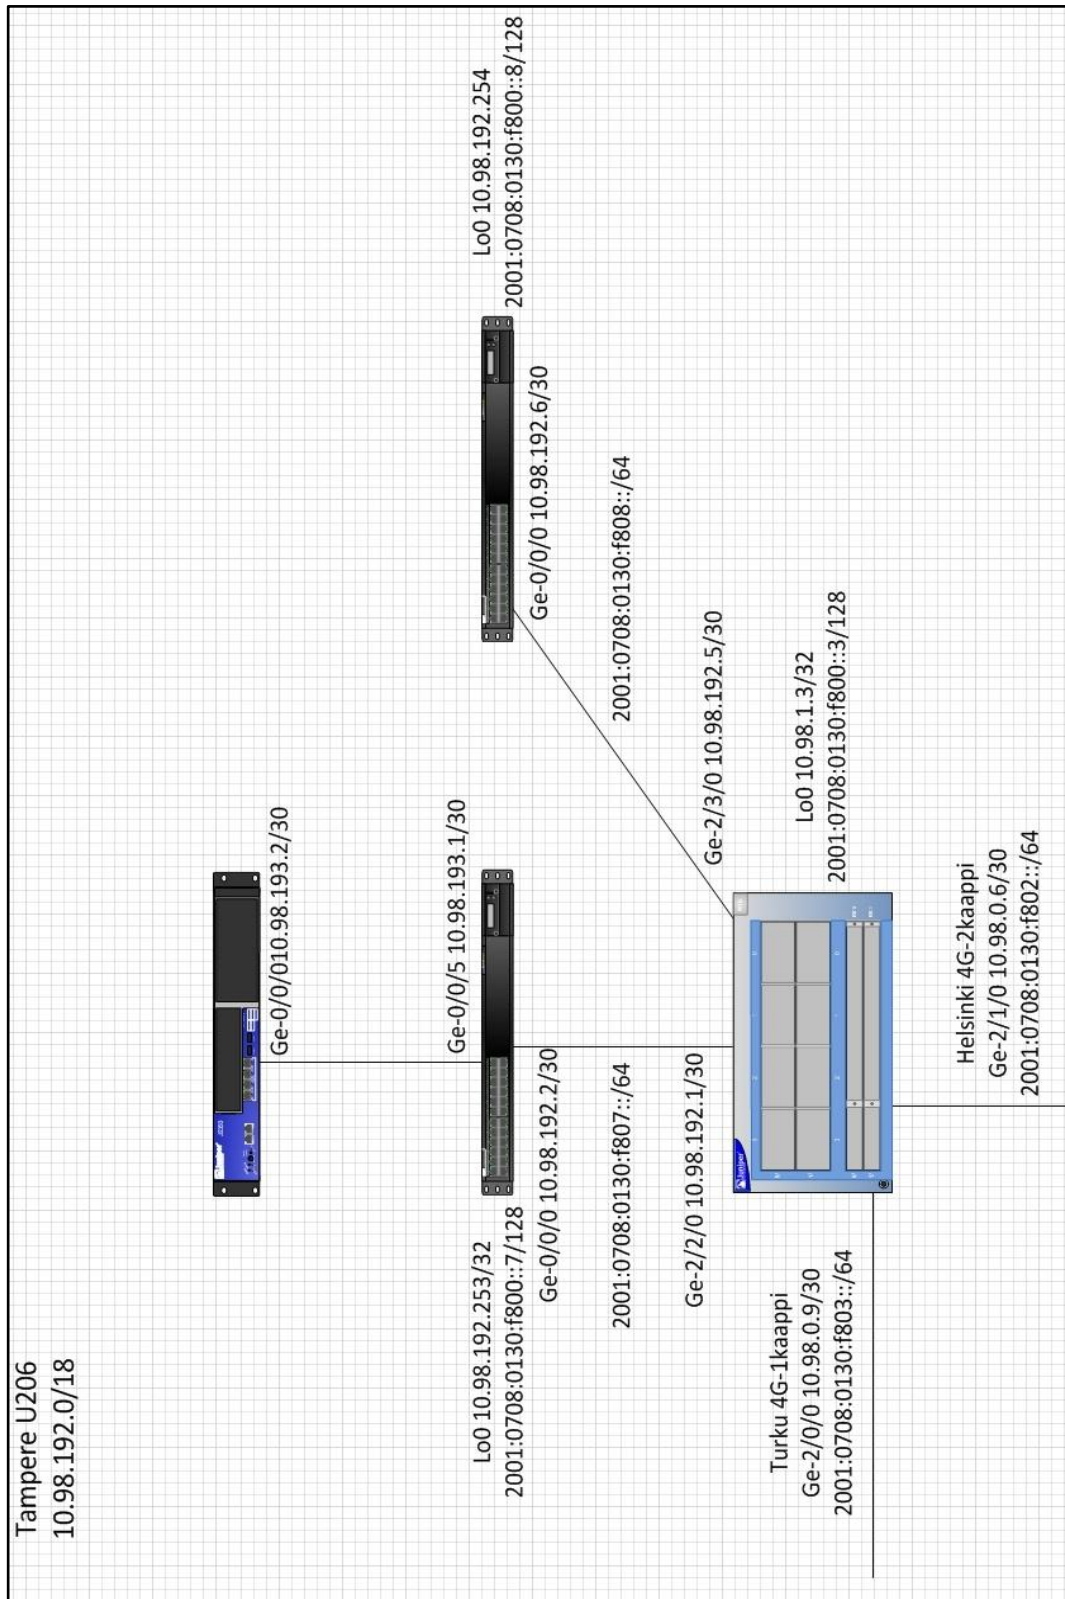 Tampere U206
10.98.192.0/18
Ge-0/0/010.98.193.2/30
Ge-0/0/5 10.98.193.1/30
Lo0 10.98.192.253/32
2001:0708:0130:f800::7/128
Ge-0/0/0 10.98.192.2/30
Lo0 10.98.192.254
2001:0708:0130:f800::8/128
Ge-0/0/0 10.98.192.6/30
2001:0708:0130:f807::/64
2001:0708:0130:f808::/64
Ge-2/2/0 10.98.192.1/30
Ge-2/3/0 10.98.192.5/30
Juniper
Turku 4G-1kaappi
Ge-2/0/0 10.98.0.9/30
2001:0708:0130:f803::/64
Lo0 10.98.1.3/32
2001:0708:0130:f800::3/128
Helsinki 4G-2kaappi
Ge-2/1/0 10.98.0.6/30
2001:0708:0130:f802::/64